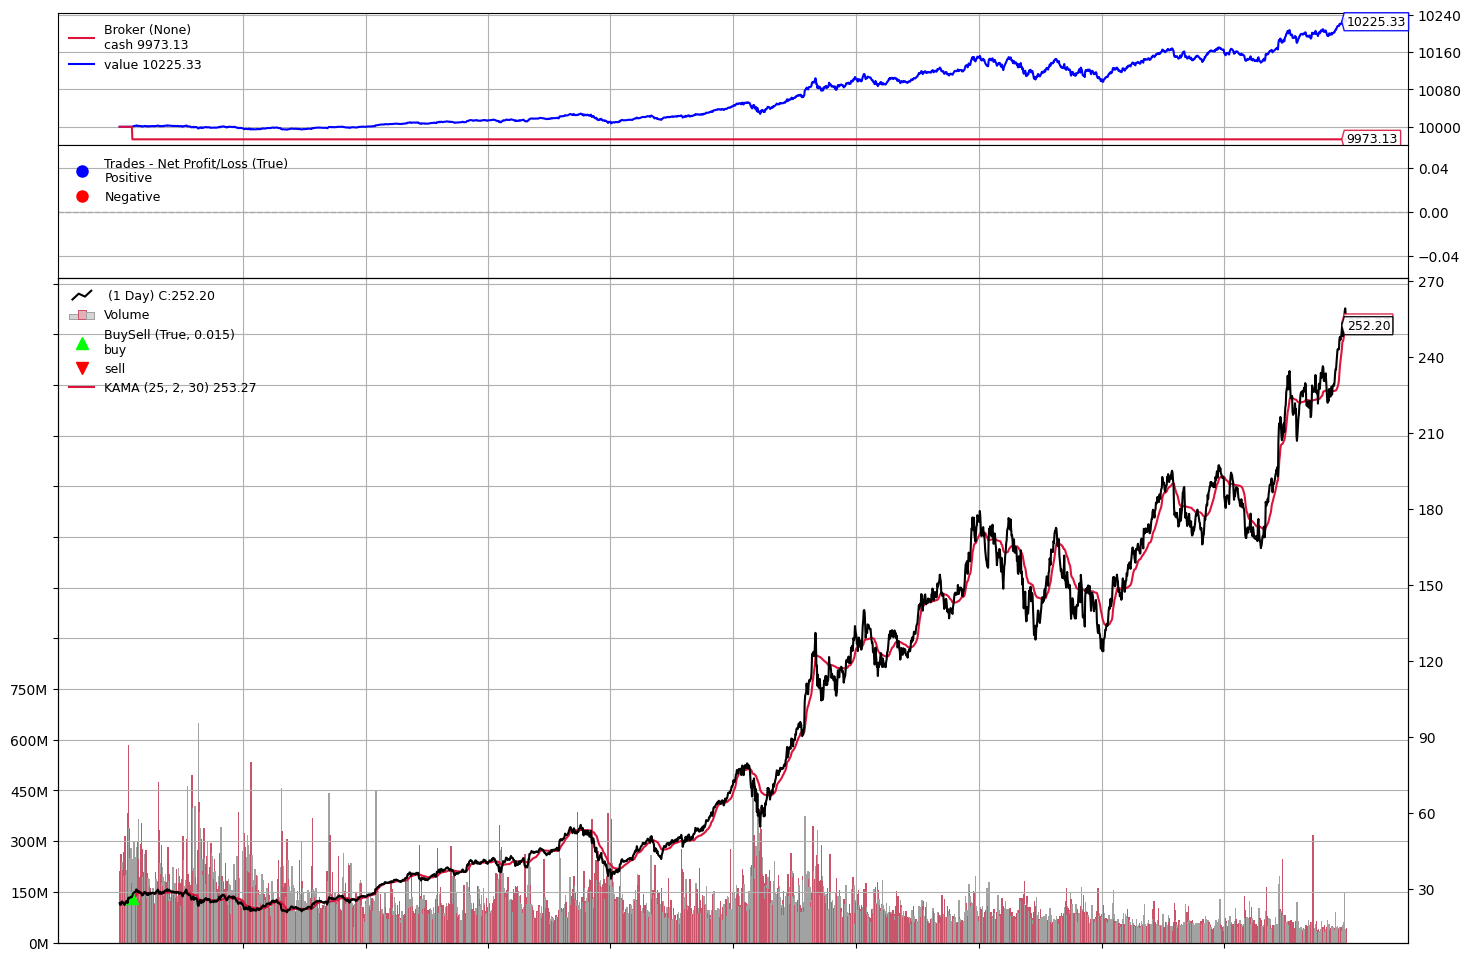 Broker (None)
cash 9973.13
value 10225.33
10225.33
9973.13
10240
10160
10080
10000
Trades - Net Profit/Loss (True)
Positive
Negative
0.04
0.00
−0.04
(1 Day) C:252.20
Volume
BuySell (True, 0.015)
buy
sell
KAMA (25, 2, 30) 253.27
252.20
270
240
210
180
150
120
90
60
30
750M
600M
450M
300M
150M
0M